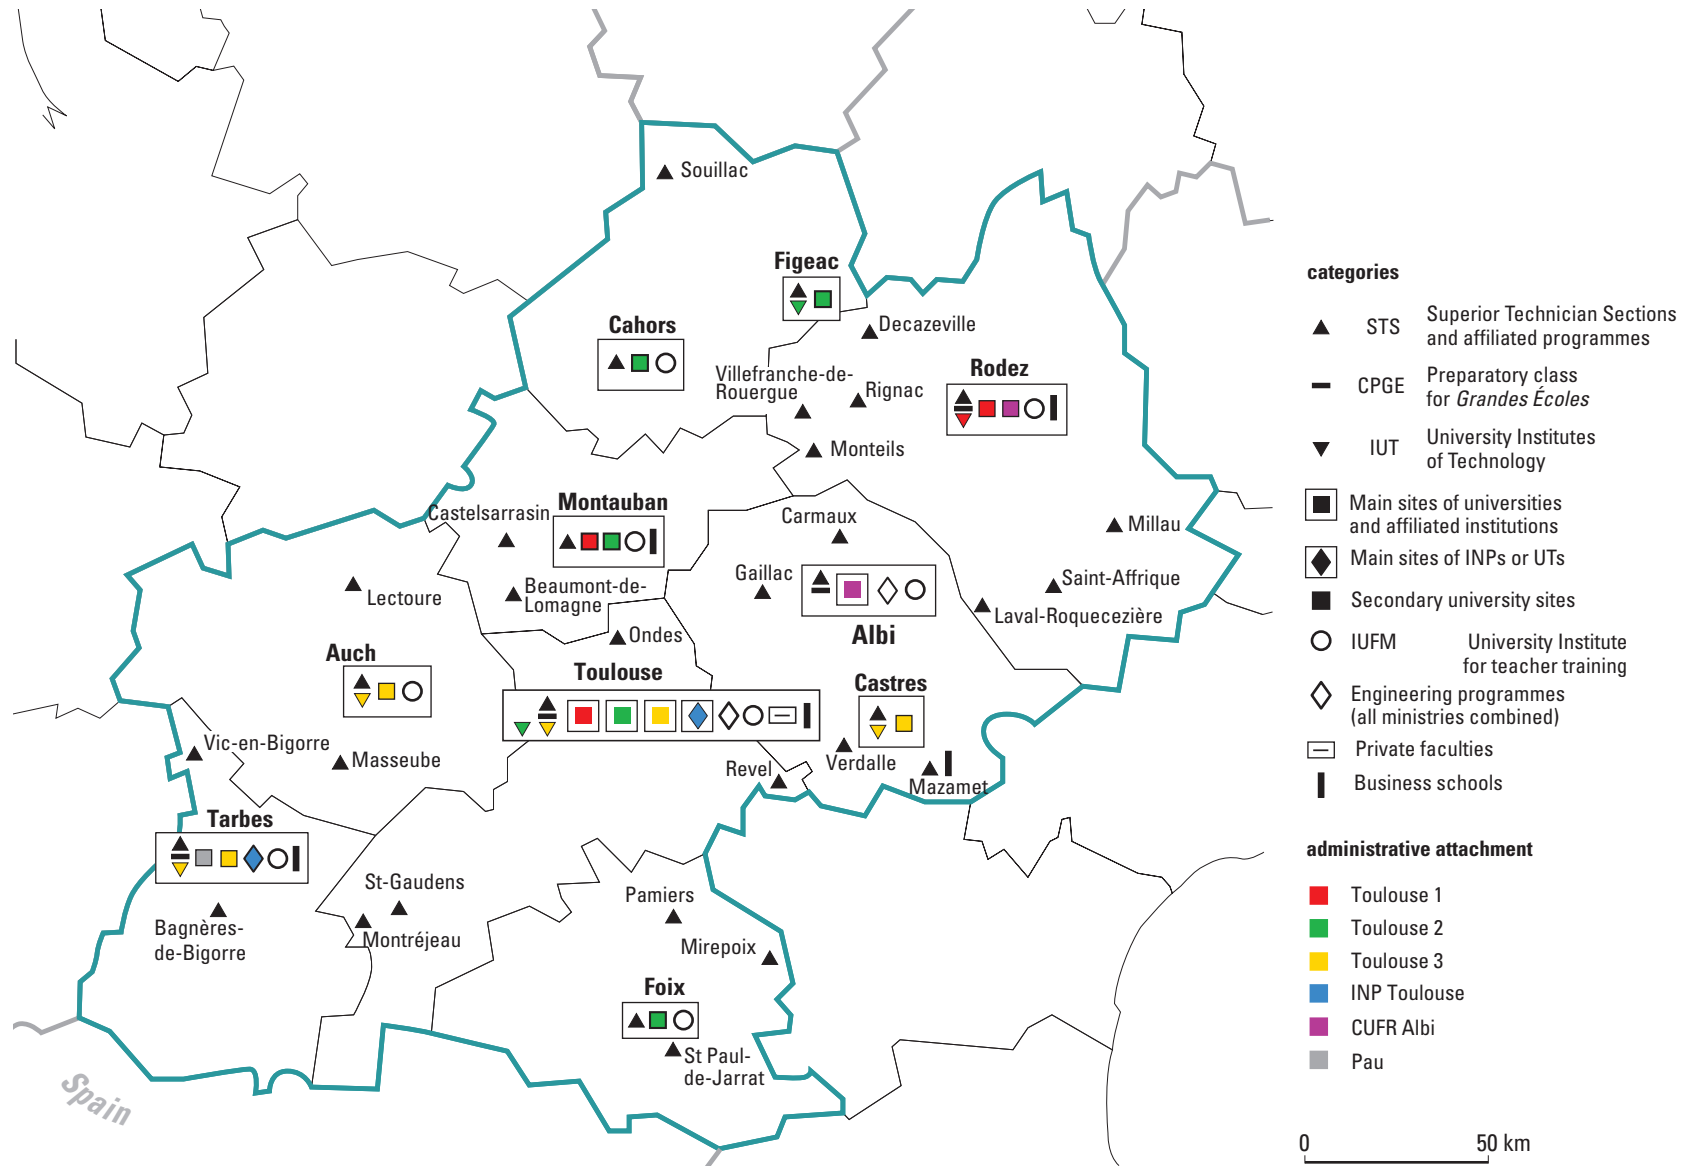 Souillac
Figeac
Cahors
Decazeville
Villefranche-de-
Rouergue
Rignac
Rodez
Monteils
Montauban
Castelsarrasin
Carmaux
Millau
Gaillac
Saint-Affrique
Lectoure
Beaumont-de-
Lomagne
Laval-Roquecezière
Albi
Ondes
Auch
Toulouse
Castres
Vic-en-Bigorre
Masseube
Revel
Verdalle
Mazamet
Tarbes
St-Gaudens
Pamiers
Bagnères-
de-Bigorre
Montréjeau
Mirepoix
Foix
St Paul-
de-Jarrat
Spain
categories
STS Superior Technician Sections
and affiliated programmes
CPGE Preparatory class
for Grandes Écoles
IUT University Institutes
of Technology
Main sites of universities
and affiliated institutions
Main sites of INPs or UTs
Secondary university sites
IUFM University Institute
for teacher training
Engineering programmes
(all ministries combined)
Private faculties
Business schools
administrative attachment
Toulouse 1
Toulouse 2
Toulouse 3
INP Toulouse
CUFR Albi
Pau
0 50 km